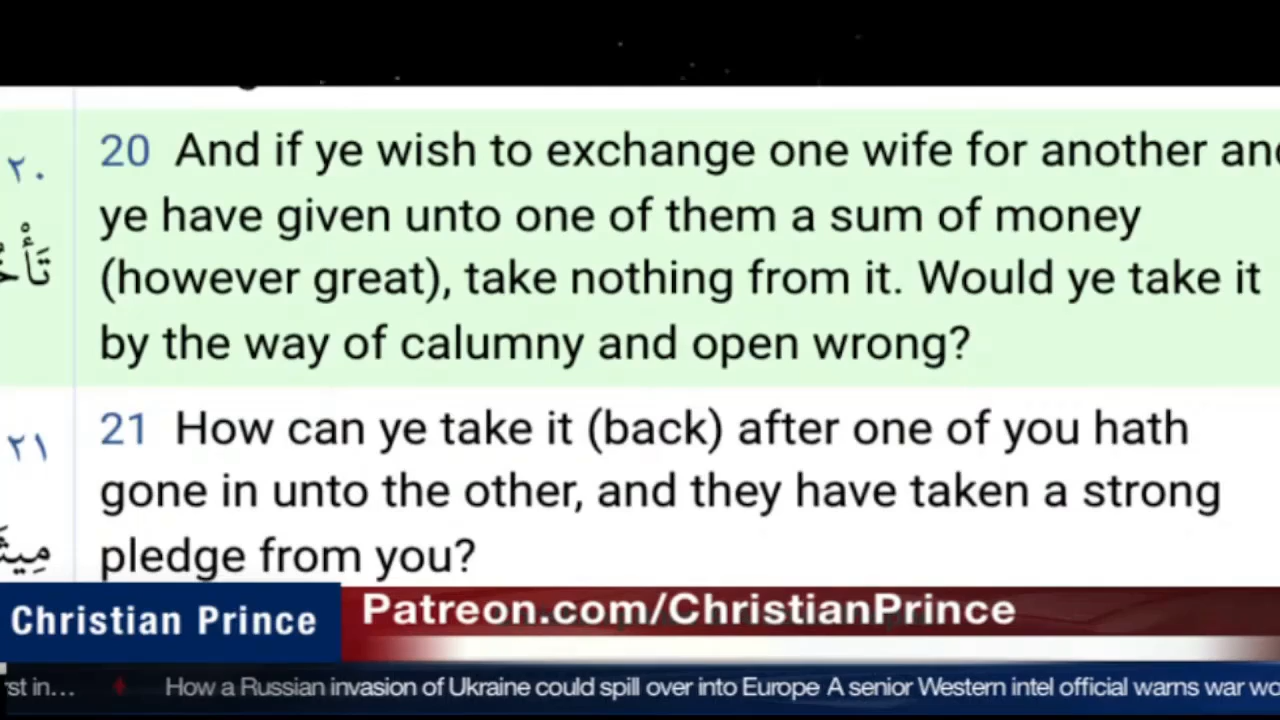 20 And if ye wish to exchange one wife for another and
٢٠
ye have given unto one of them a sum of money
(however great), take nothing from it. Would ye take it
by the way of calumny and open wrong?
21 How can ye take it (back) after one of you hath
٢١
gone in unto the other, and they have taken a strong
pledge from you?
Christian Prince
Patreon.com/ChristianPrince
How a Russian invasion of Ukraine could spill over into Europe A senior Western intel official warns war